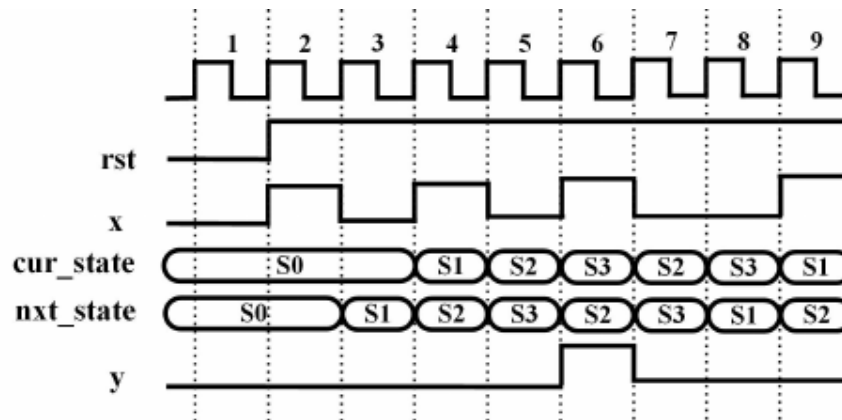 1 2 3 4 5 6 7 8 9
rst
x
cur_state S0 S1 S2 S3 S2 S3 S1
nxt_state S0 S1 S2 S3 S2 S3 S1 S2
y